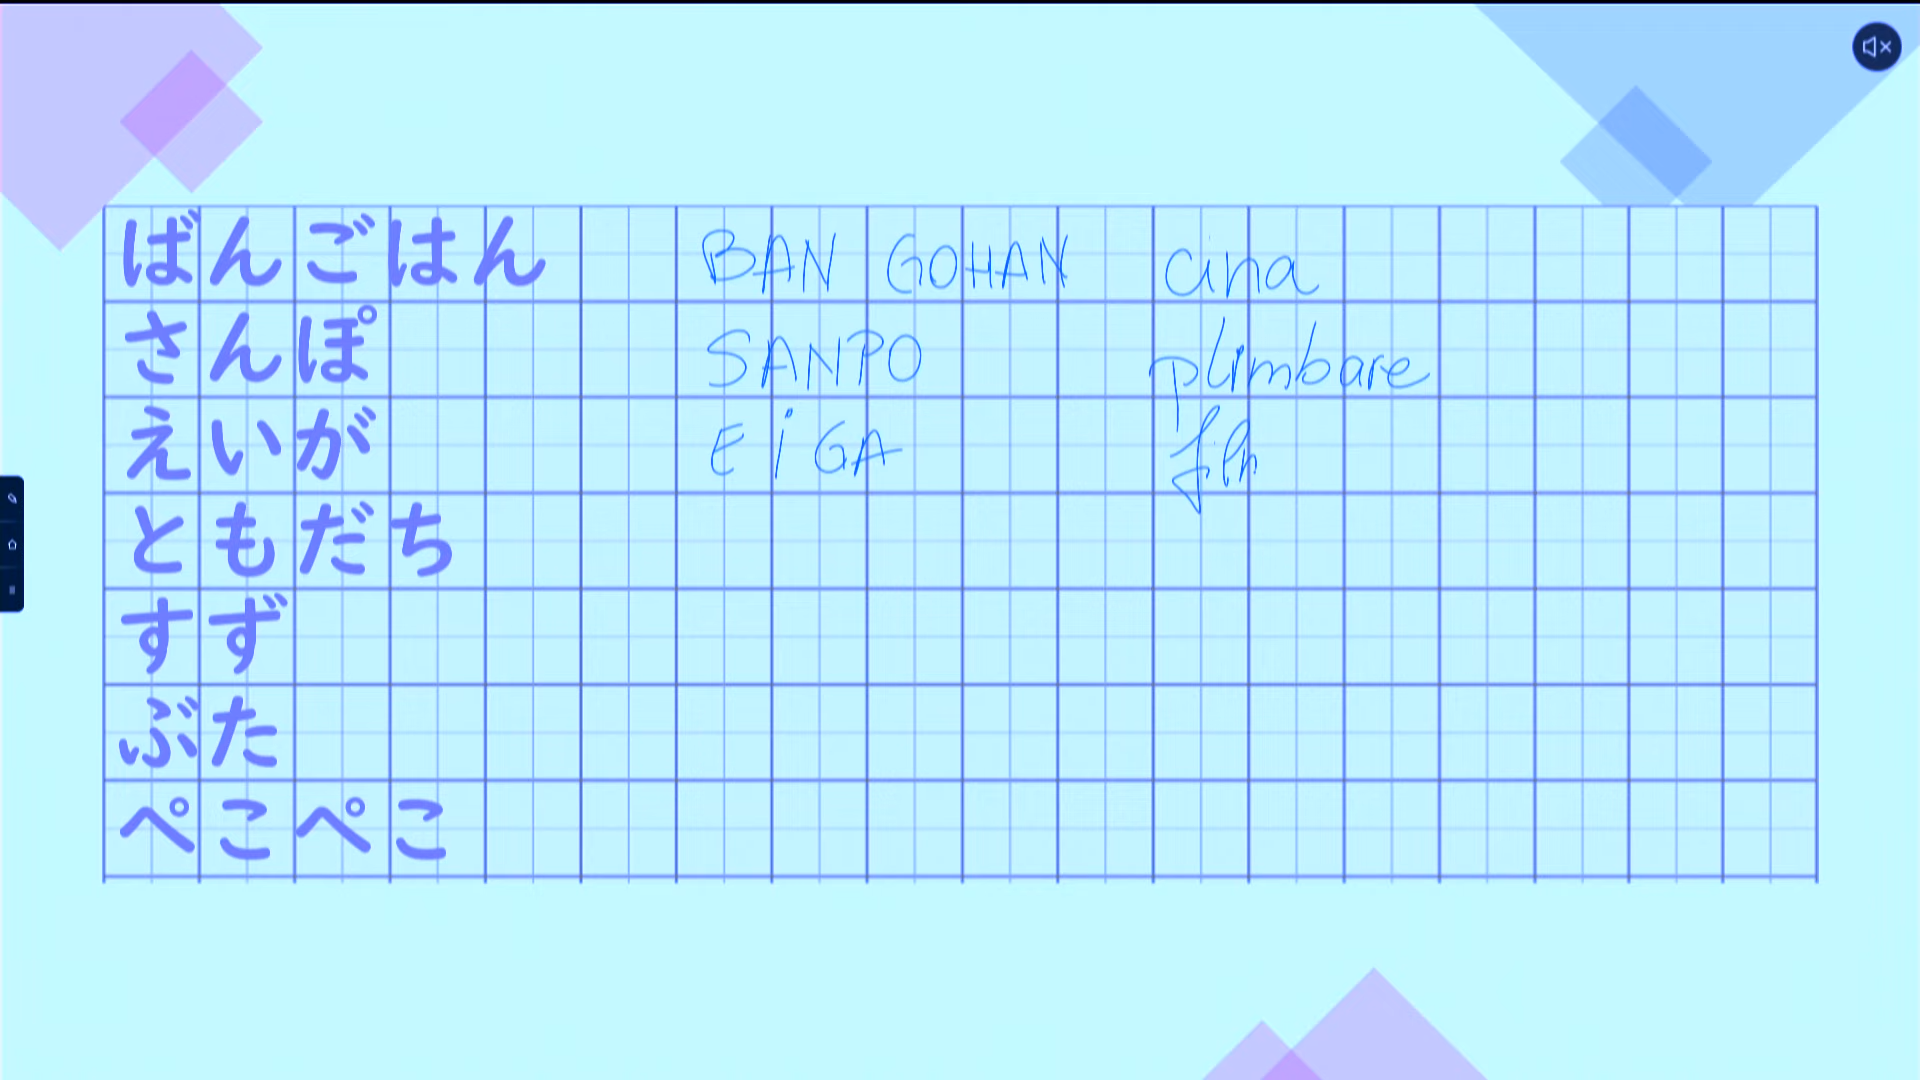 ばんごはん BAN GOHAN cina
さんぽ SANPO plimbare
えいが EiGA film
ともだち
すず
ぶた
ぺこぺこ